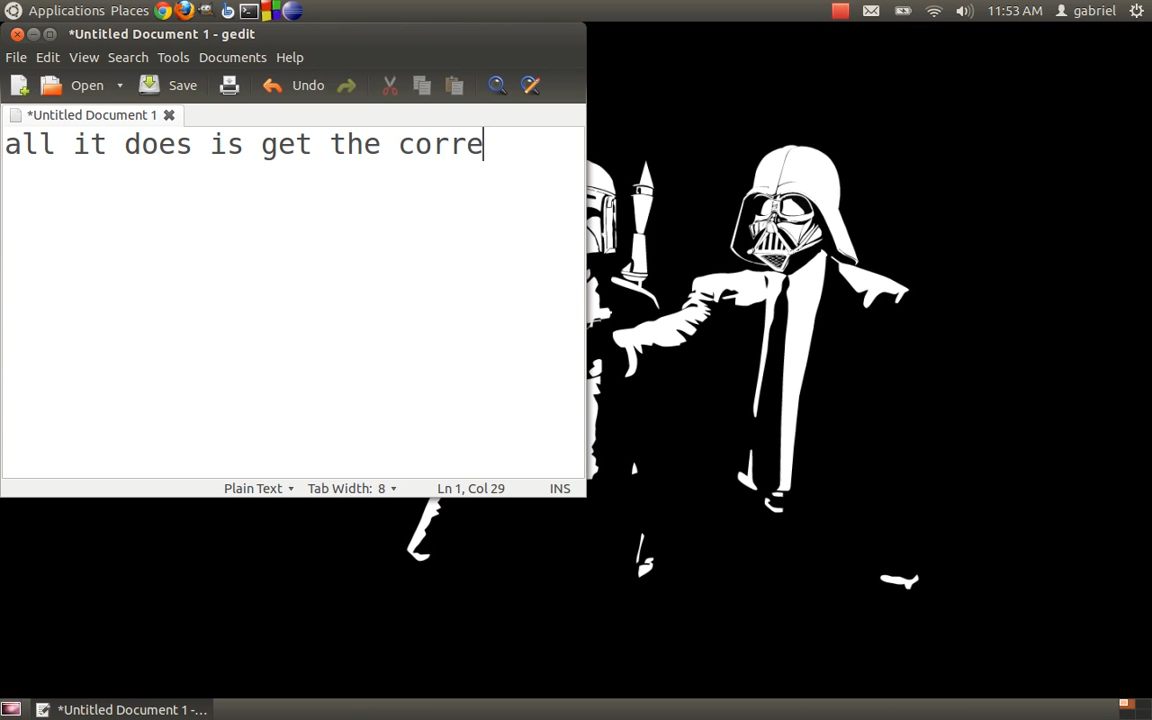 Applications Places 11:53 AM gabriel
*Untitled Document 1 - gedit
File Edit View Search Tools Documents Help
Open Save Undo
*Untitled Document 1
all it does is get the corre
Plain Text Tab Width: 8 Ln 1, Col 29 INS
*Untitled Document 1 -...